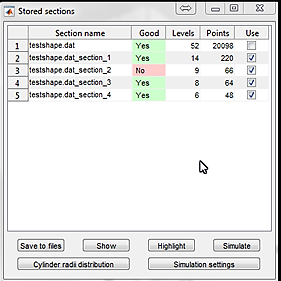 Stored sections
Section name Good Levels Points Use
1 testshape.dat Yes 52 20098
2 testshape.dat_section_1 Yes 14 220
3 testshape.dat_section_2 No 9 66
4 testshape.dat_section_3 Yes 8 64
5 testshape.dat_section_4 Yes 6 48
Save to files Show Highlight Simulate
Cylinder radii distribution Simulation settings